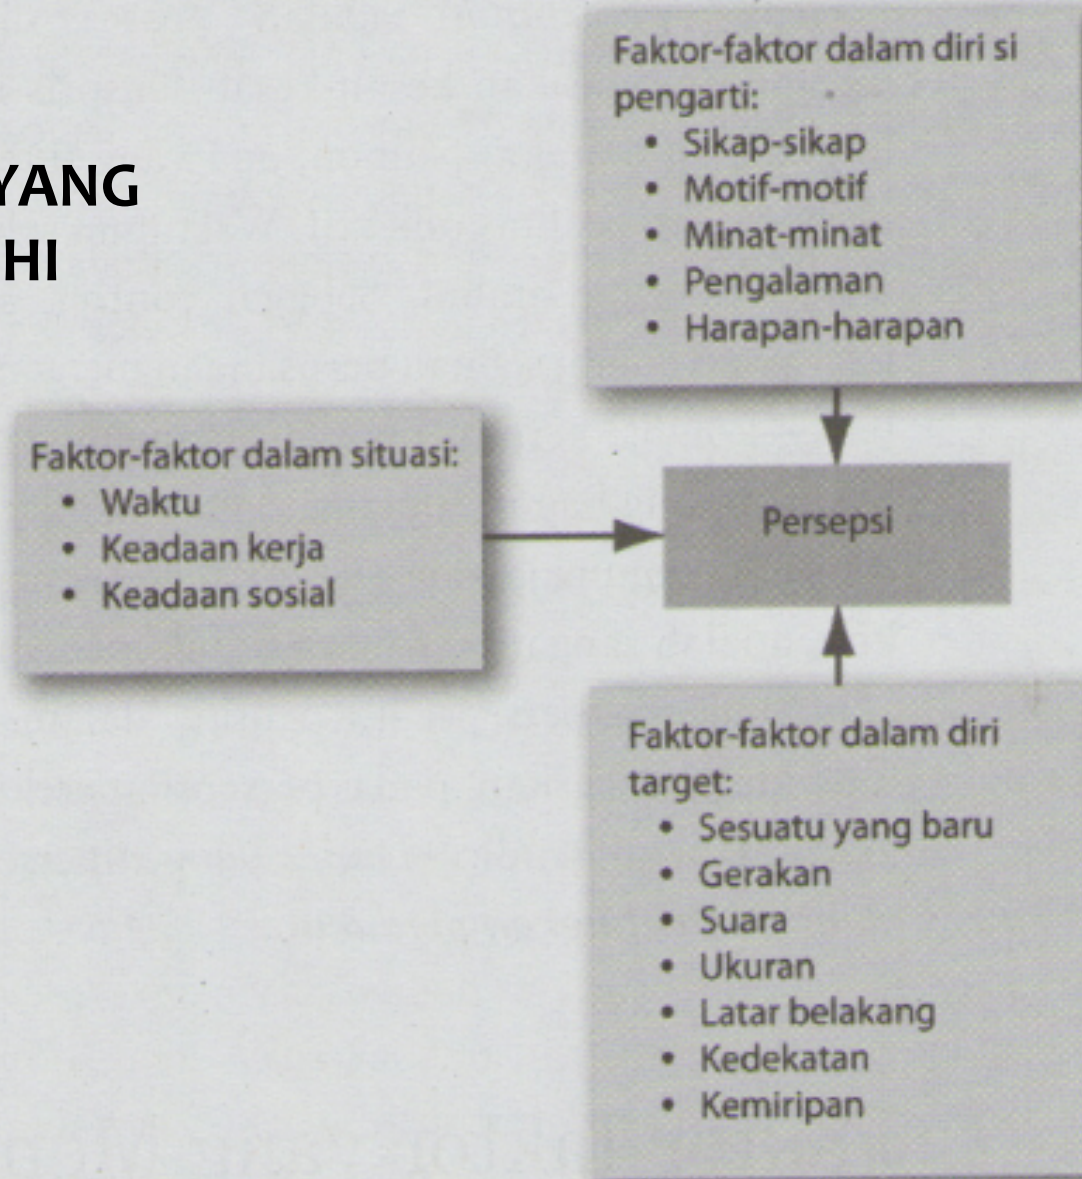 YANG
HI
Faktor-faktor dalam diri si
pengarti:
• Sikap-sikap
• Motif-motif
• Minat-minat
• Pengalaman
• Harapan-harapan
Faktor-faktor dalam situasi:
• Waktu
• Keadaan kerja
• Keadaan sosial
Persepsi
Faktor-faktor dalam diri
target:
• Sesuatu yang baru
• Gerakan
• Suara
• Ukuran
• Latar belakang
• Kedekatan
• Kemiripan